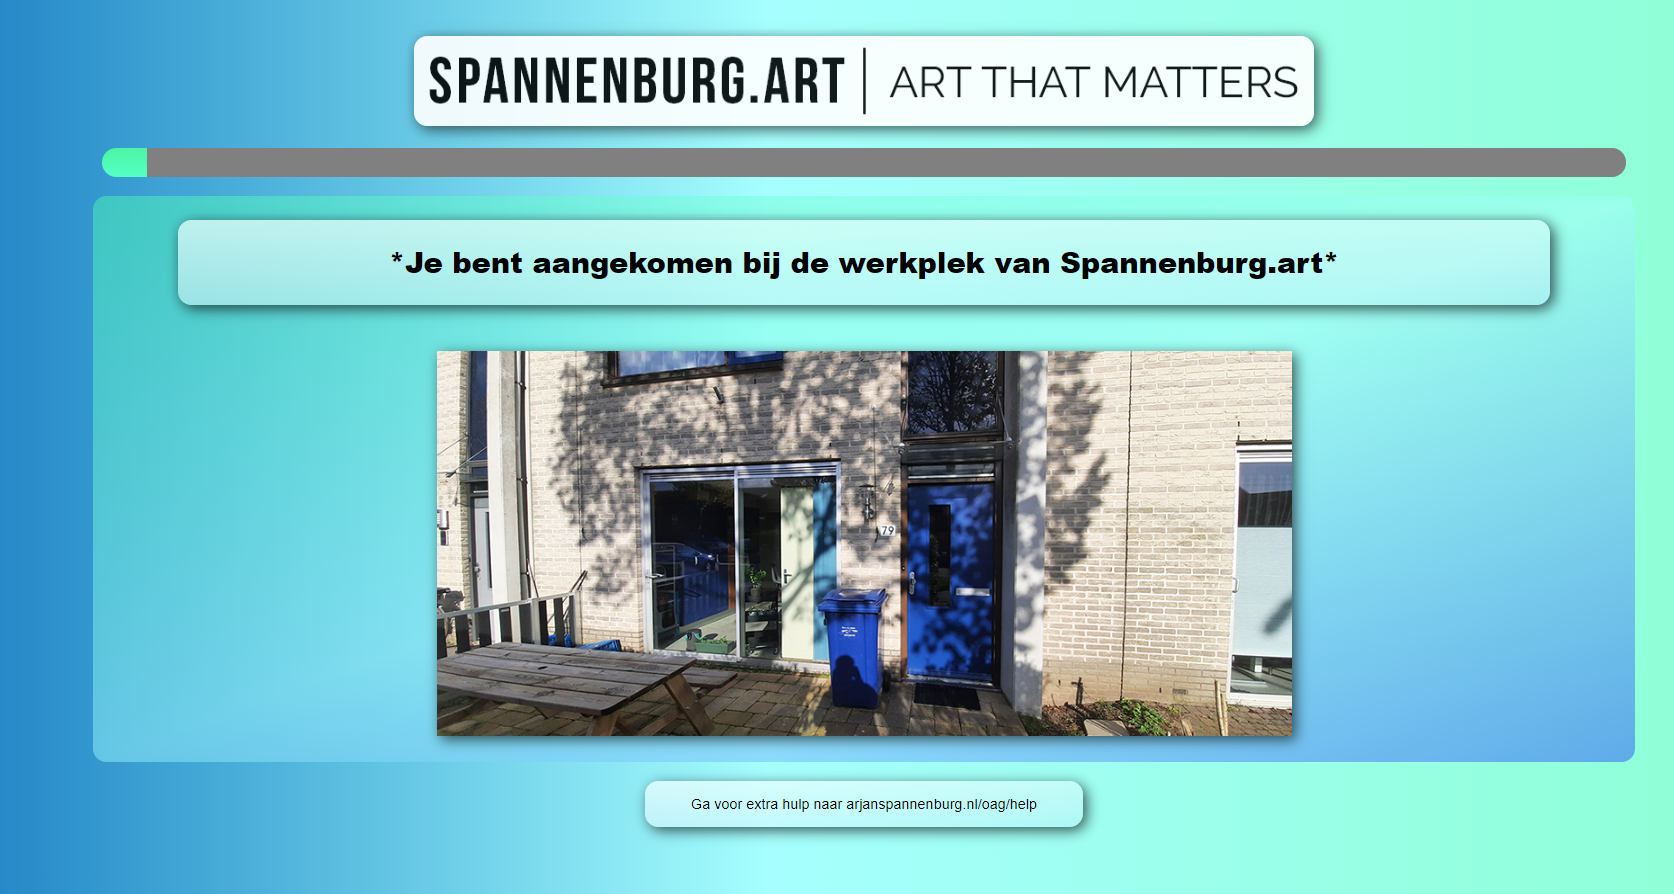 SPANNENBURG.ART | ART THAT MATTERS
*Je bent aangekomen bij de werkplek van Spannenburg.art*
79
Ga voor extra hulp naar arjanspannenburg.nl/oag/help